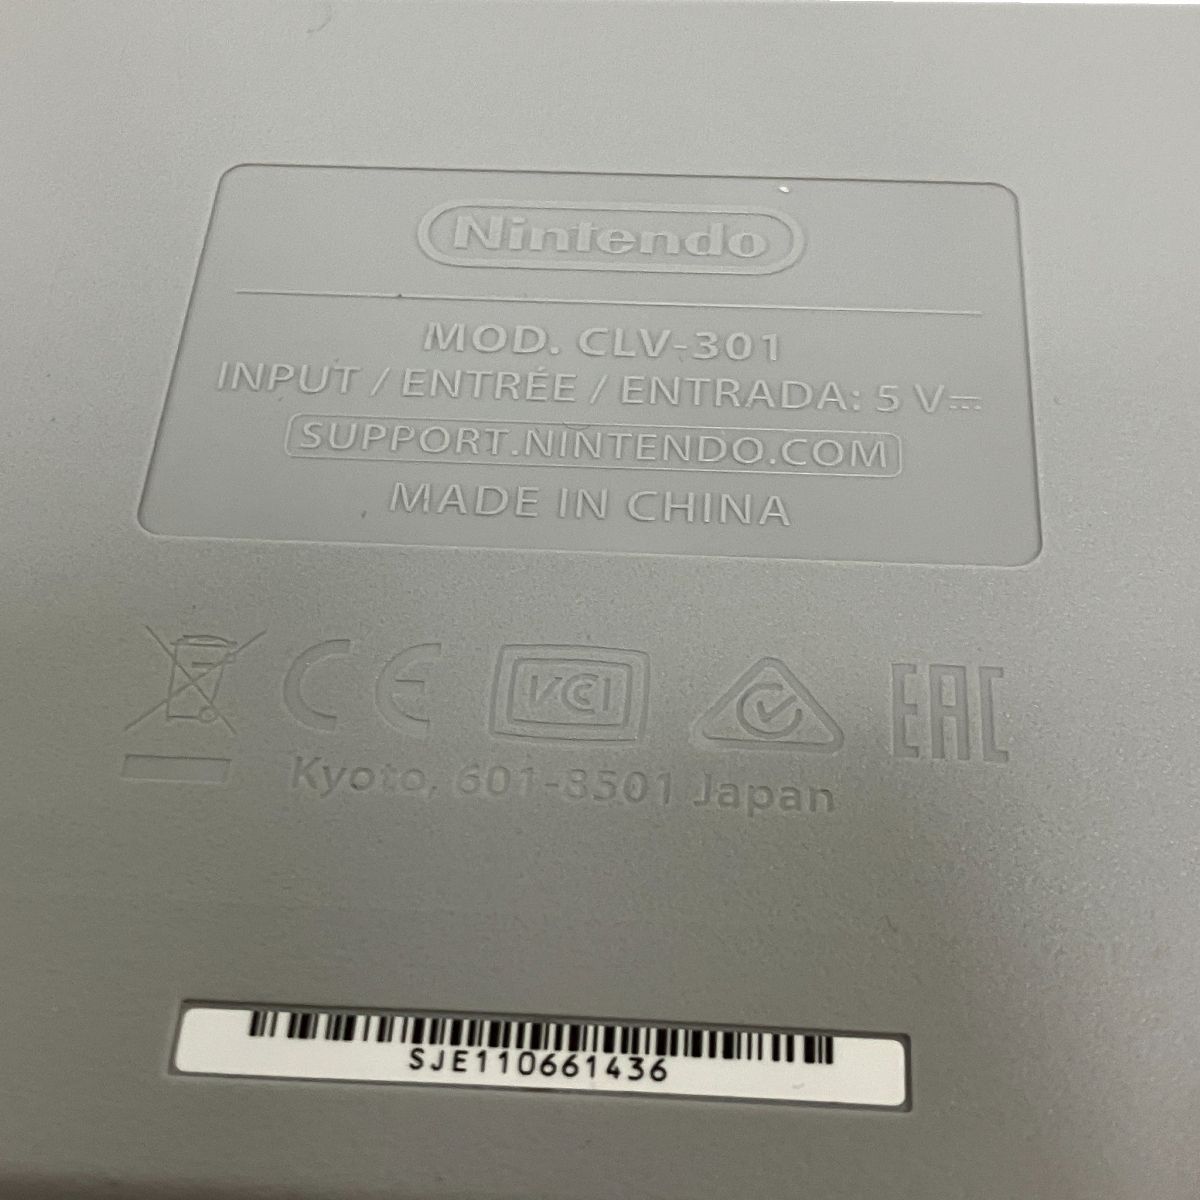 Nintendo
MOD. CLV-301
INPUT / ENTRÉE / ENTRADA: 5 V⎓
SUPPORT.NINTENDO.COM
MADE IN CHINA
CE VCI EAC
Kyoto, 601-8501 Japan
SJE110661436